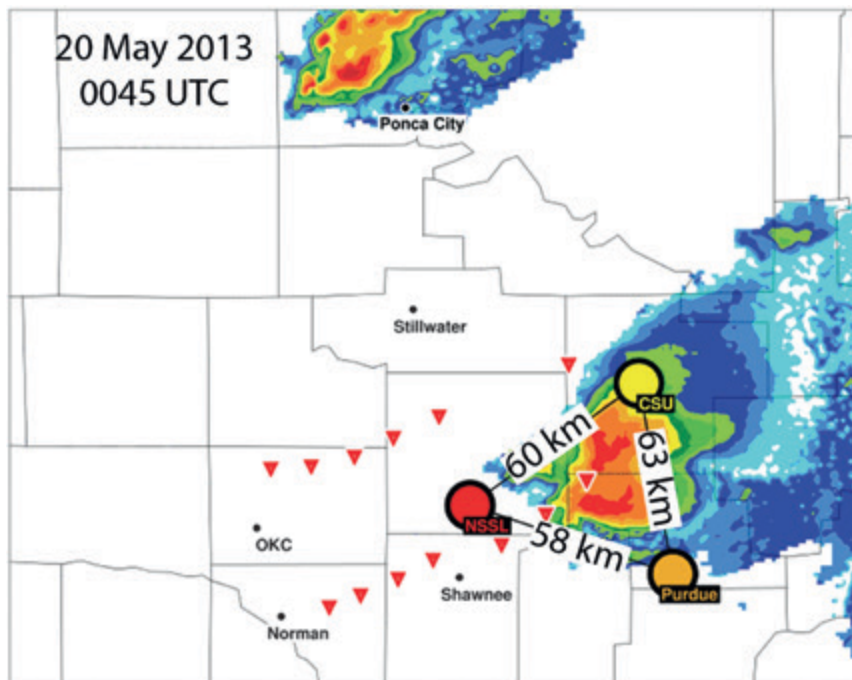 20 May 2013
0045 UTC
Ponca City
Stillwater
CSU
60 km
63 km
NSSL
58 km
OKC
Shawnee
Purdue
Norman